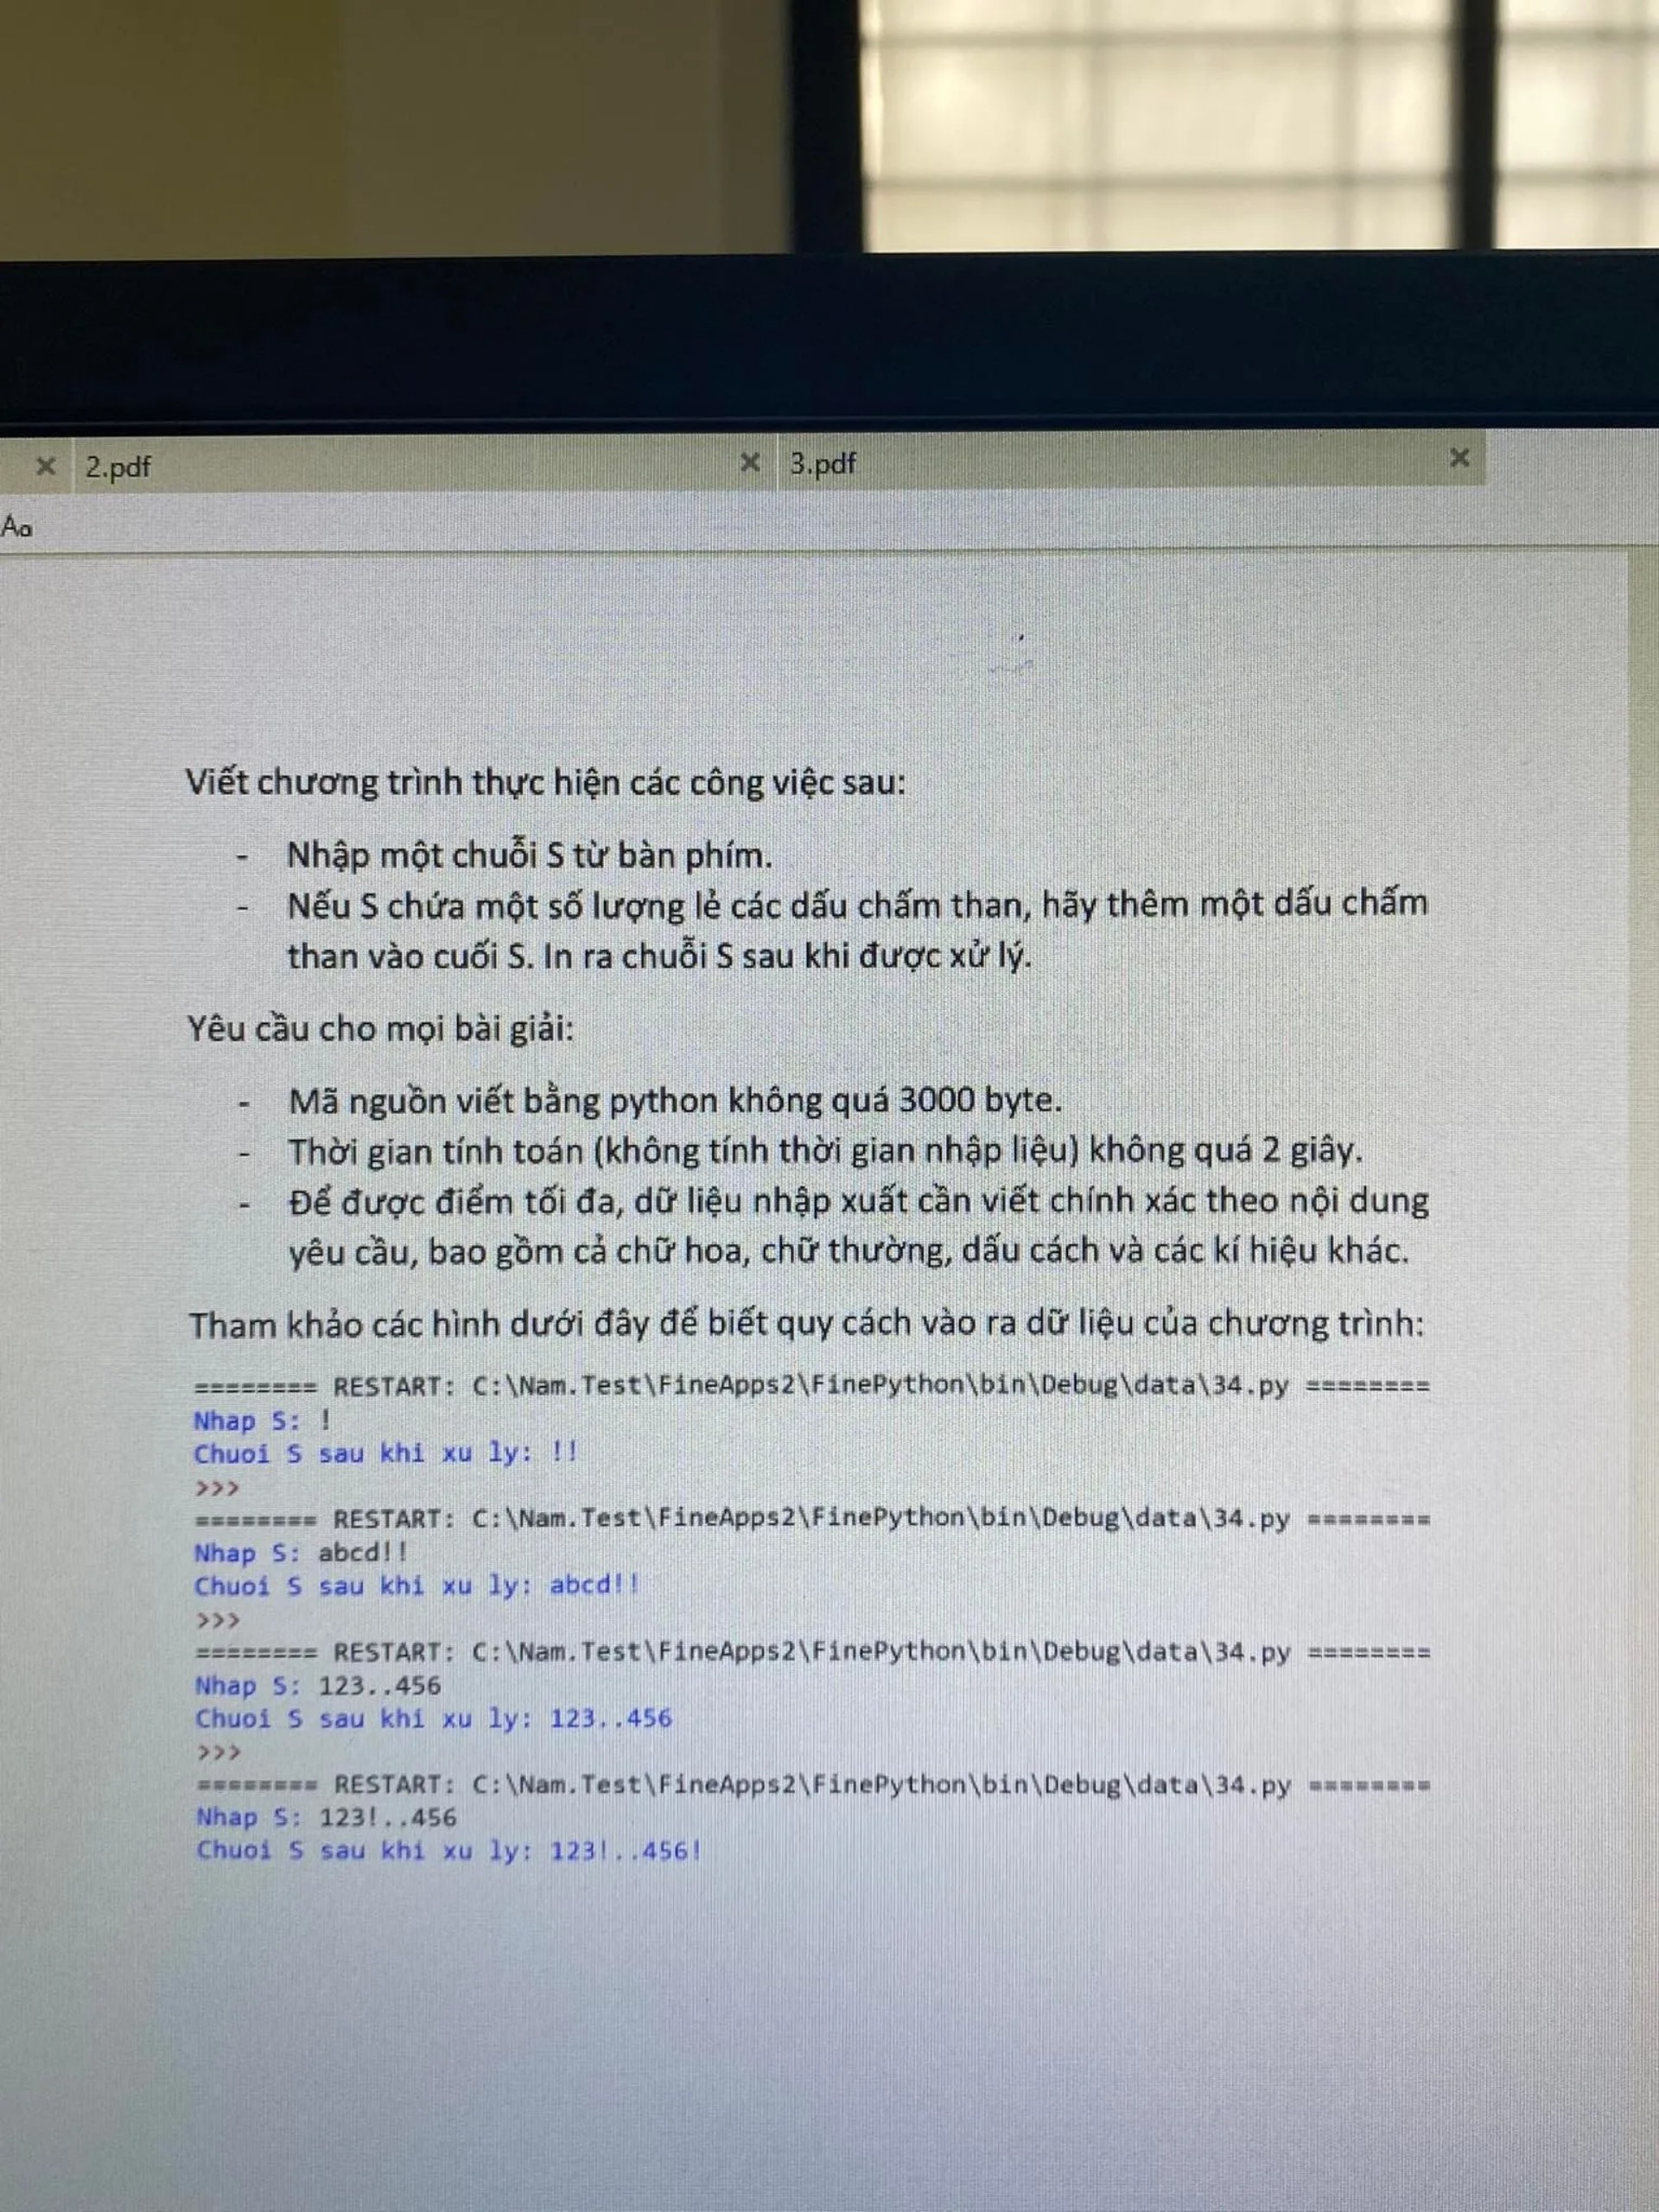 × 2.pdf × 3.pdf ×
Aa
Viết chương trình thực hiện các công việc sau:
- Nhập một chuỗi S từ bàn phím.
- Nếu S chứa một số lượng lẻ các dấu chấm than, hãy thêm một dấu chấm
than vào cuối S. In ra chuỗi S sau khi được xử lý.
Yêu cầu cho mọi bài giải:
- Mã nguồn viết bằng python không quá 3000 byte.
- Thời gian tính toán (không tính thời gian nhập liệu) không quá 2 giây.
- Để được điểm tối đa, dữ liệu nhập xuất cần viết chính xác theo nội dung
yêu cầu, bao gồm cả chữ hoa, chữ thường, dấu cách và các kí hiệu khác.
Tham khảo các hình dưới đây để biết quy cách vào ra dữ liệu của chương trình:
======== RESTART: C:\Nam.Test\FineApps2\FinePython\bin\Debug\data\34.py ========
Nhap S: !
Chuoi S sau khi xu ly: !!
>>>
======== RESTART: C:\Nam.Test\FineApps2\FinePython\bin\Debug\data\34.py ========
Nhap S: abcd!!
Chuoi S sau khi xu ly: abcd!!
>>>
======== RESTART: C:\Nam.Test\FineApps2\FinePython\bin\Debug\data\34.py ========
Nhap S: 123..456
Chuoi S sau khi xu ly: 123..456
>>>
======== RESTART: C:\Nam.Test\FineApps2\FinePython\bin\Debug\data\34.py ========
Nhap S: 123!..456
Chuoi S sau khi xu ly: 123!..456!